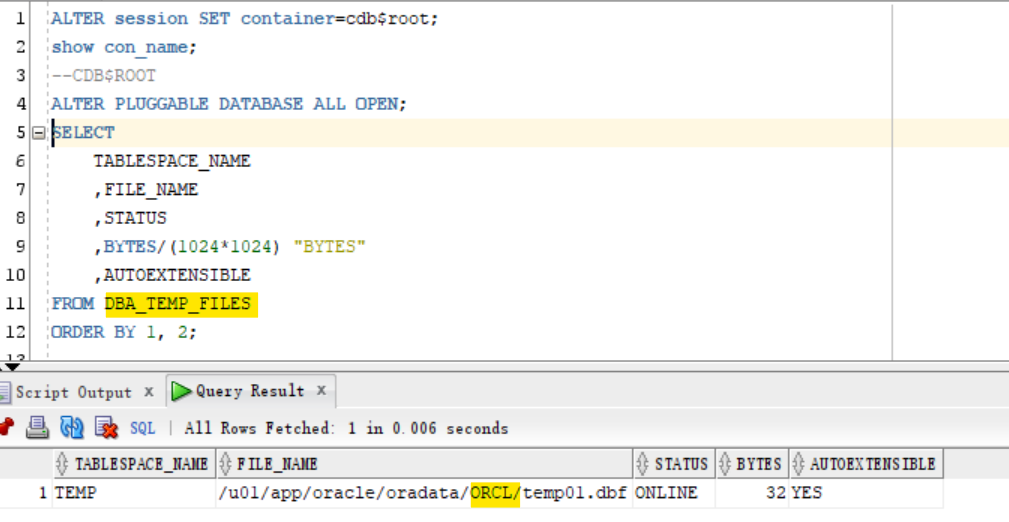 1 ALTER session SET container=cdb$root;
2 show con_name;
3 --CDB$ROOT
4 ALTER PLUGGABLE DATABASE ALL OPEN;
5 SELECT
6 TABLESPACE_NAME
7 ,FILE_NAME
8 ,STATUS
9 ,BYTES/(1024*1024) "BYTES"
10 ,AUTOEXTENSIBLE
11 FROM DBA_TEMP_FILES
12 ORDER BY 1, 2;
13
Script Output x Query Result x
SQL | All Rows Fetched: 1 in 0.006 seconds
TABLESPACE_NAME FILE_NAME STATUS BYTES AUTOEXTENSIBLE
1 TEMP /u01/app/oracle/oradata/ORCL/temp01.dbf ONLINE 32 YES